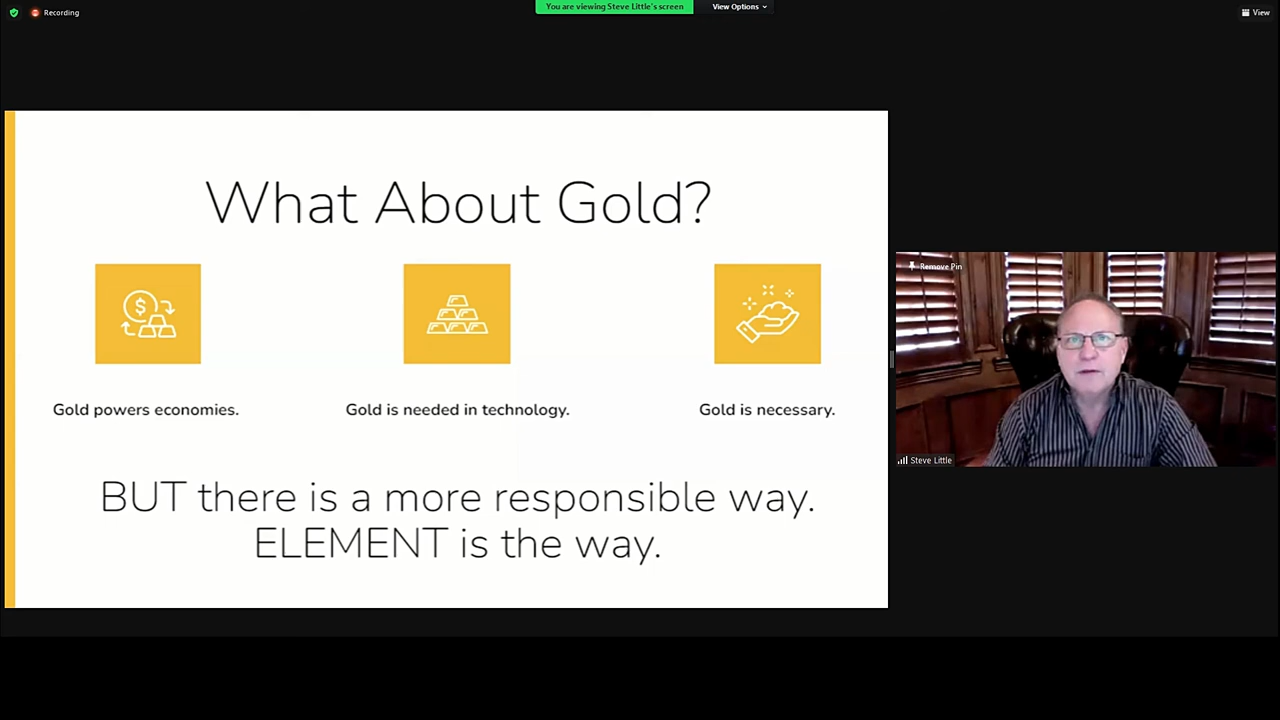 Recording
You are viewing Steve Little's screen
View Options
View
What About Gold?
$
Gold powers economies.
Gold is needed in technology.
Gold is necessary.
BUT there is a more responsible way.
ELEMENT is the way.
Remove Pin
Steve Little